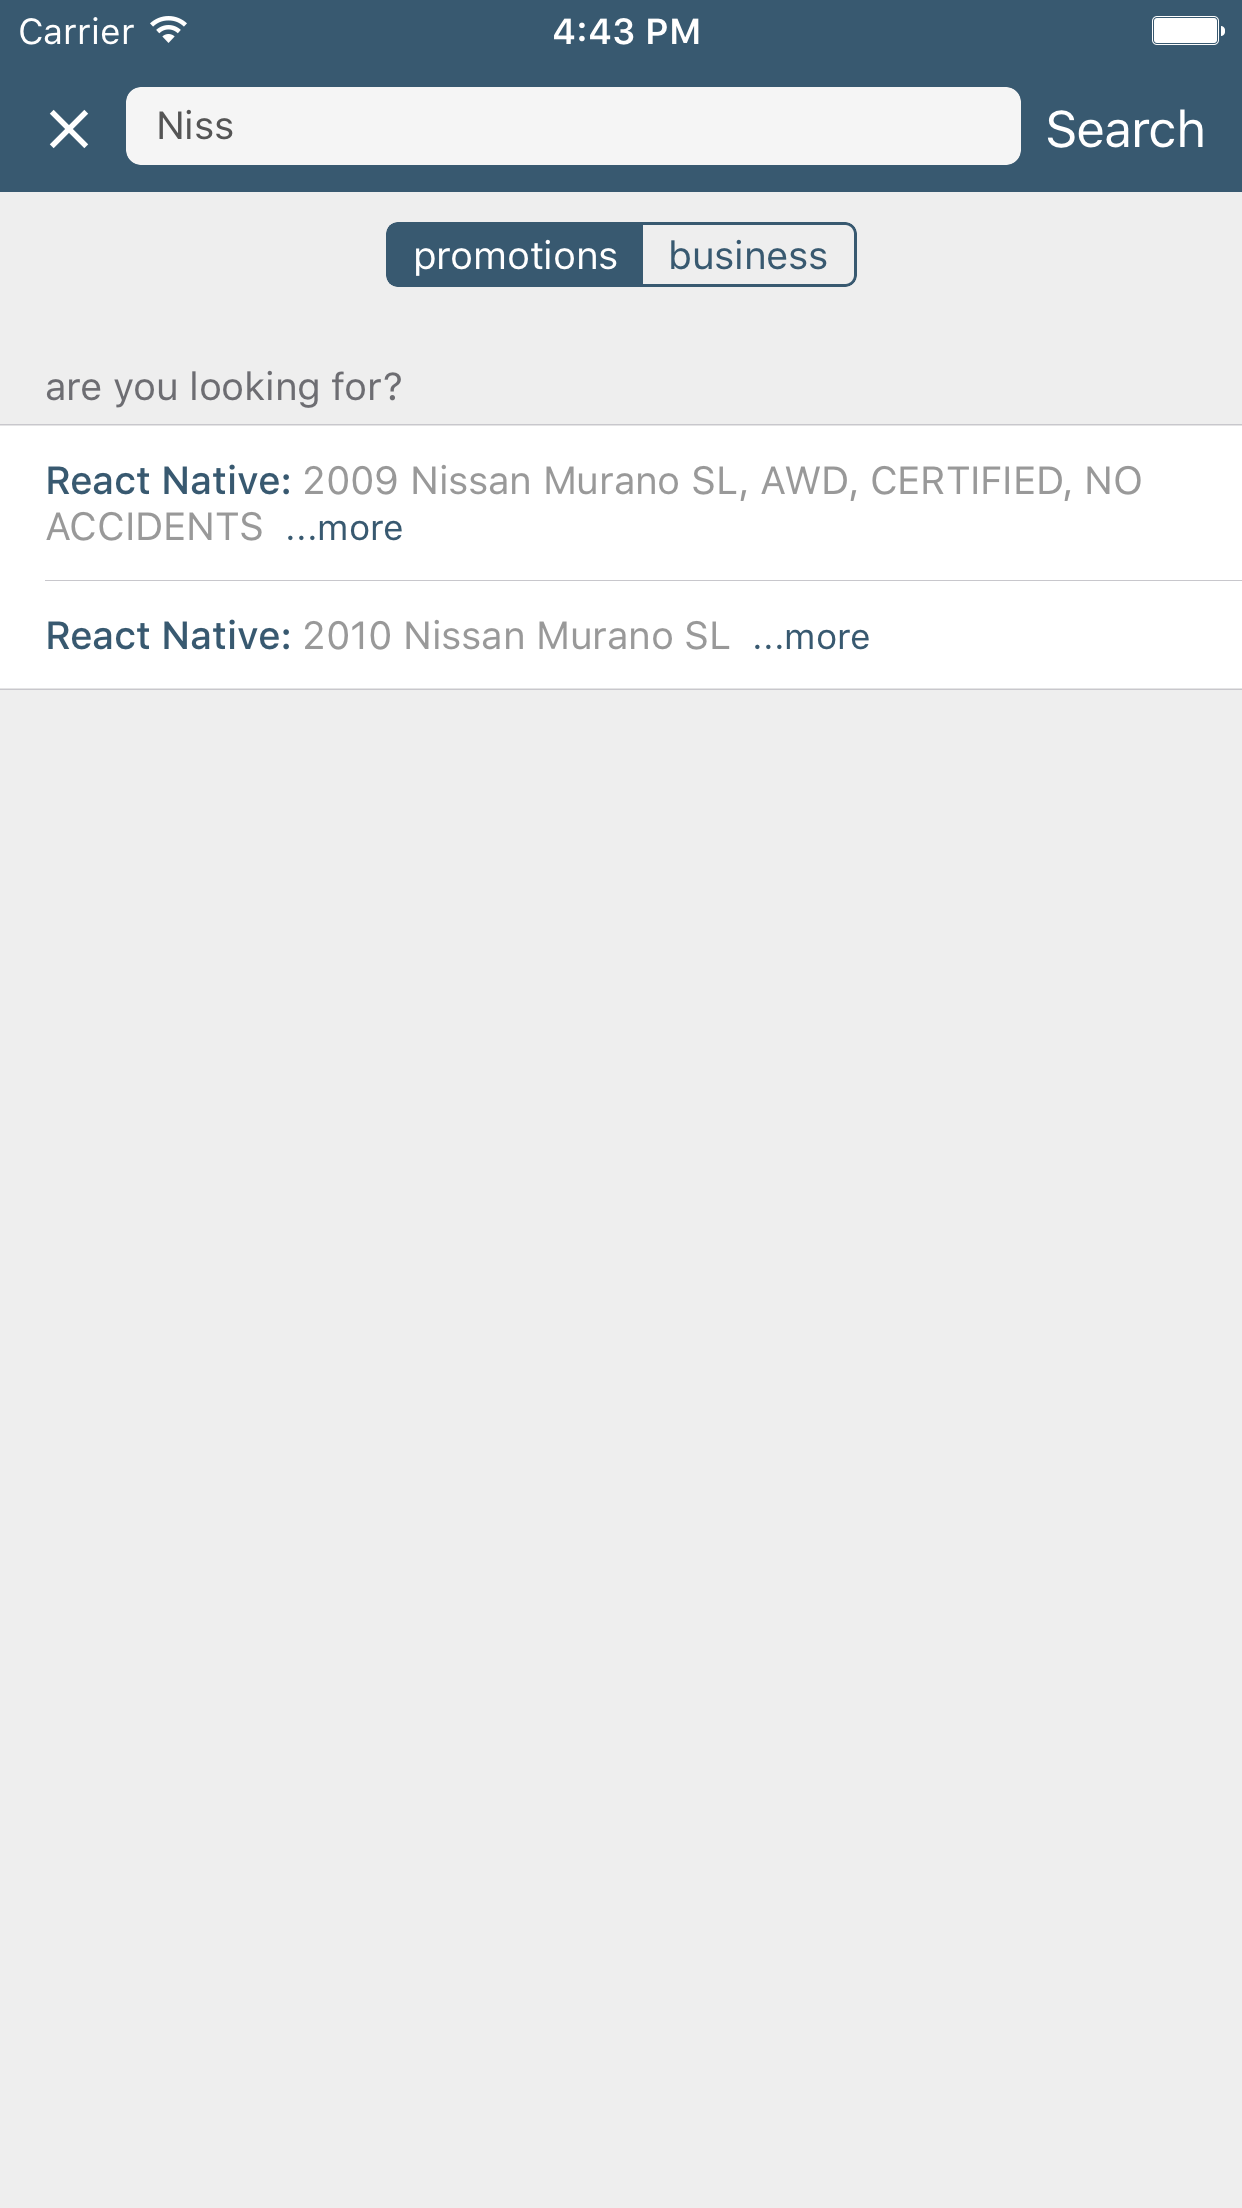 Carrier 4:43 PM
Niss Search
promotions business
are you looking for?
React Native: 2009 Nissan Murano SL, AWD, CERTIFIED, NO
ACCIDENTS ...more
React Native: 2010 Nissan Murano SL ...more